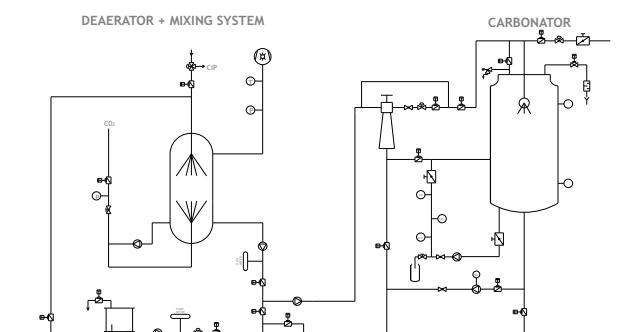 DEAERATOR + MIXING SYSTEM
CARBONATOR
CIP
CO₂